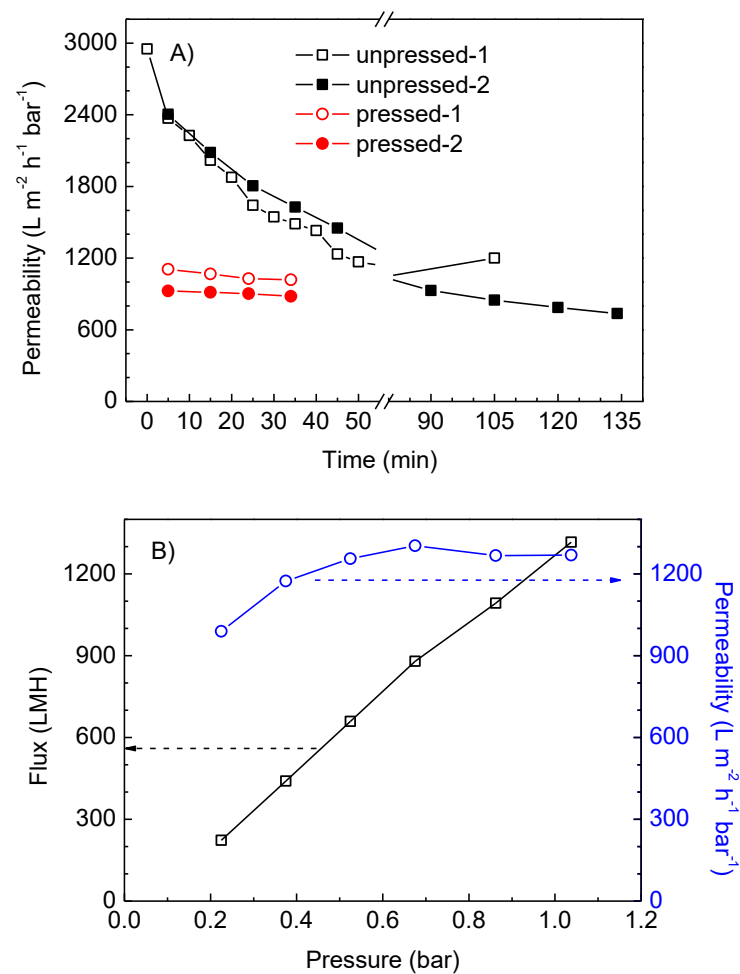 A)
unpressed-1
unpressed-2
pressed-1
pressed-2
Permeability (L m⁻² h⁻¹ bar⁻¹)
3000
2400
1800
1200
600
0
0 10 20 30 40 50 90 105 120 135
Time (min)
B)
Flux (LMH)
1200
900
600
300
0
Permeability (L m⁻² h⁻¹ bar⁻¹)
1200
900
600
300
0
0.0 0.2 0.4 0.6 0.8 1.0 1.2
Pressure (bar)